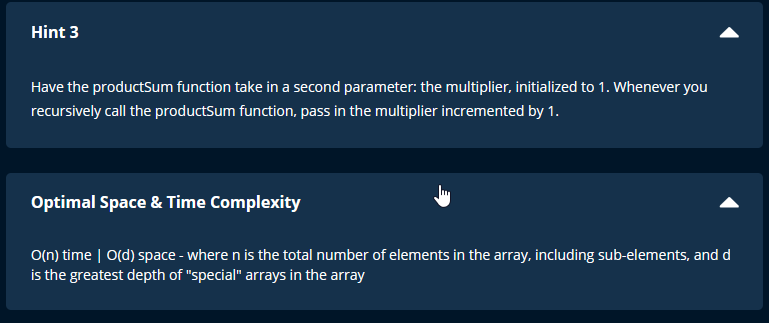 Hint 3
Have the productSum function take in a second parameter: the multiplier, initialized to 1. Whenever you
recursively call the productSum function, pass in the multiplier incremented by 1.
Optimal Space & Time Complexity
O(n) time | O(d) space - where n is the total number of elements in the array, including sub-elements, and d
is the greatest depth of "special" arrays in the array